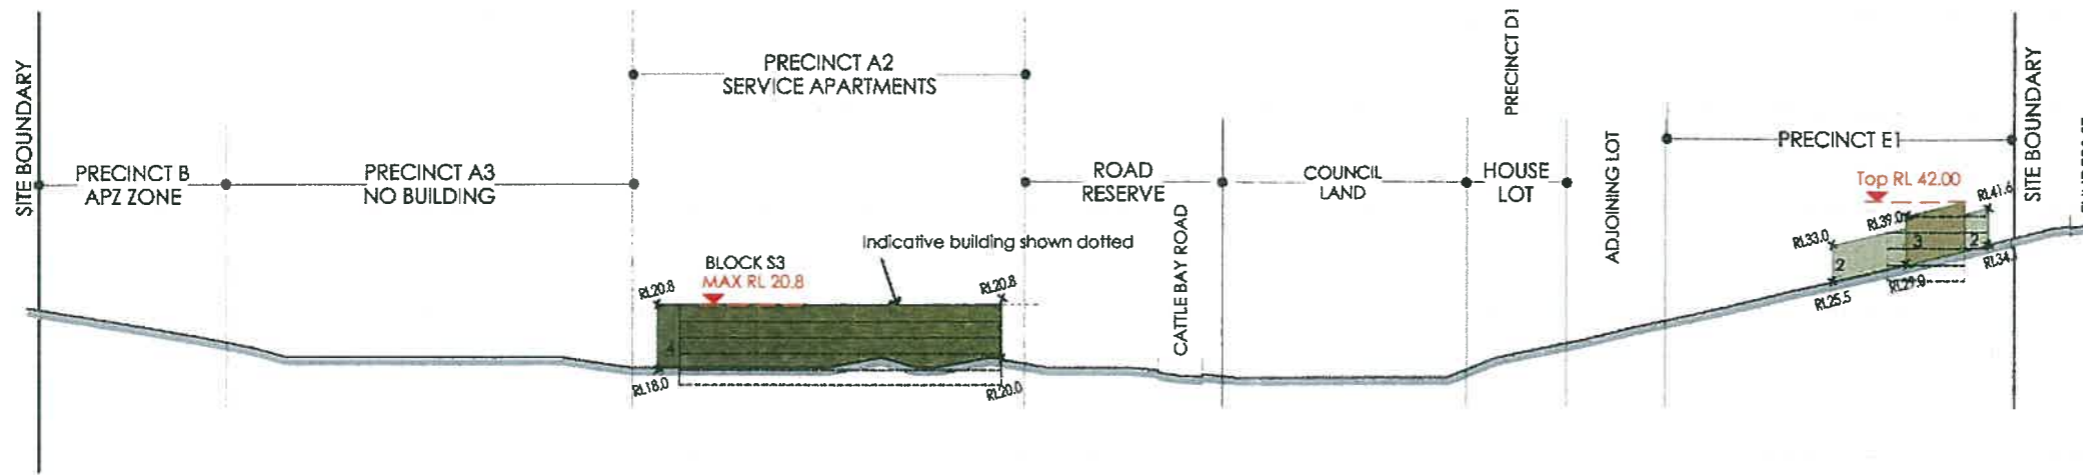 SITE BOUNDARY
PRECINCT B
APZ ZONE
PRECINCT A3
NO BUILDING
PRECINCT A2
SERVICE APARTMENTS
BLOCK S3
MAX RL 20.8
RL20.8
RL20.8
Indicative building shown dotted
4
RL18.0
RL20.0
ROAD
RESERVE
CATTLE BAY ROAD
COUNCIL
LAND
PRECINCT D1
HOUSE
LOT
ADJOINING LOT
PRECINCT E1
Top RL 42.00
RL33.0
RL39.0
RL41.6
2
3
2
RL25.5
RL29.0
SITE BOUNDARY